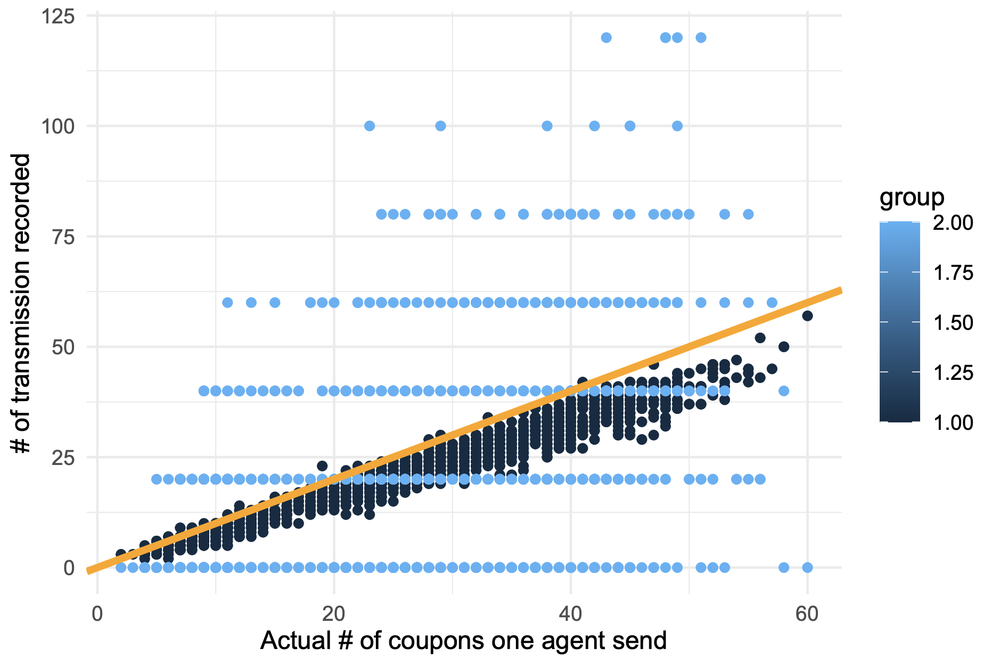 125
100
75
50
25
0
# of transmission recorded
0 20 40 60
Actual # of coupons one agent send
group
2.00
1.75
1.50
1.25
1.00